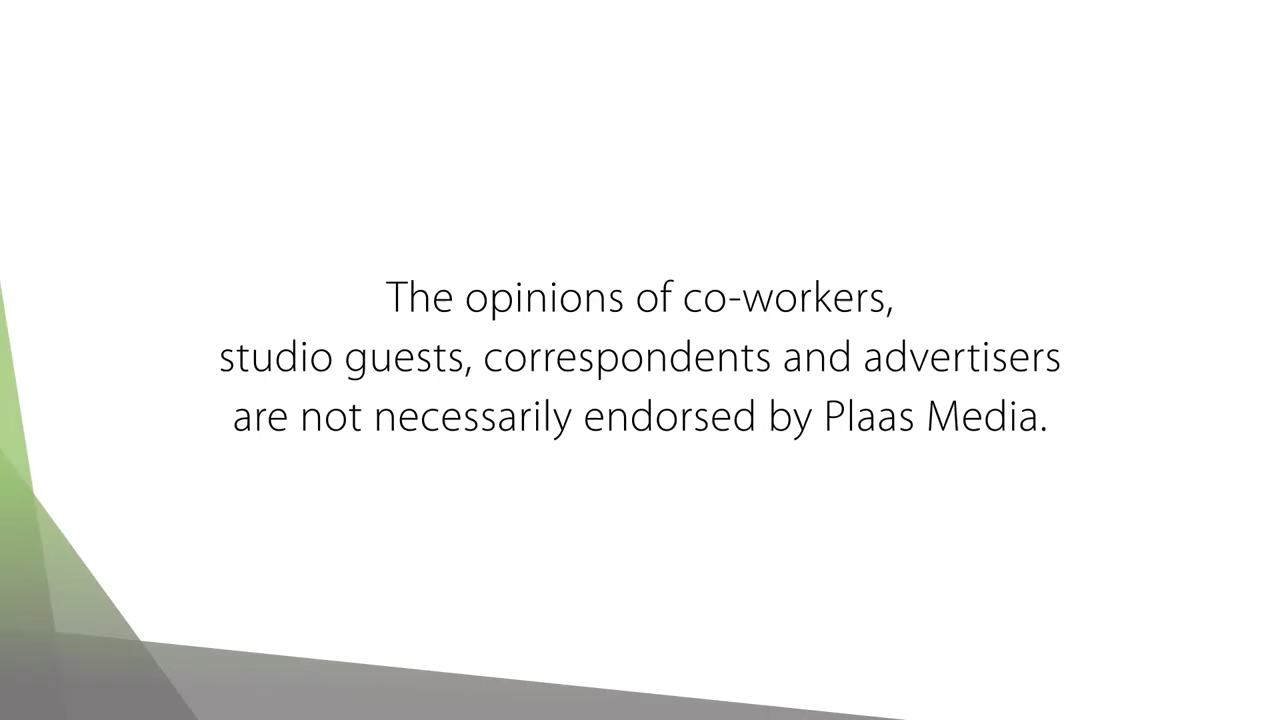 The opinions of co-workers,
studio guests, correspondents and advertisers
are not necessarily endorsed by Plaas Media.